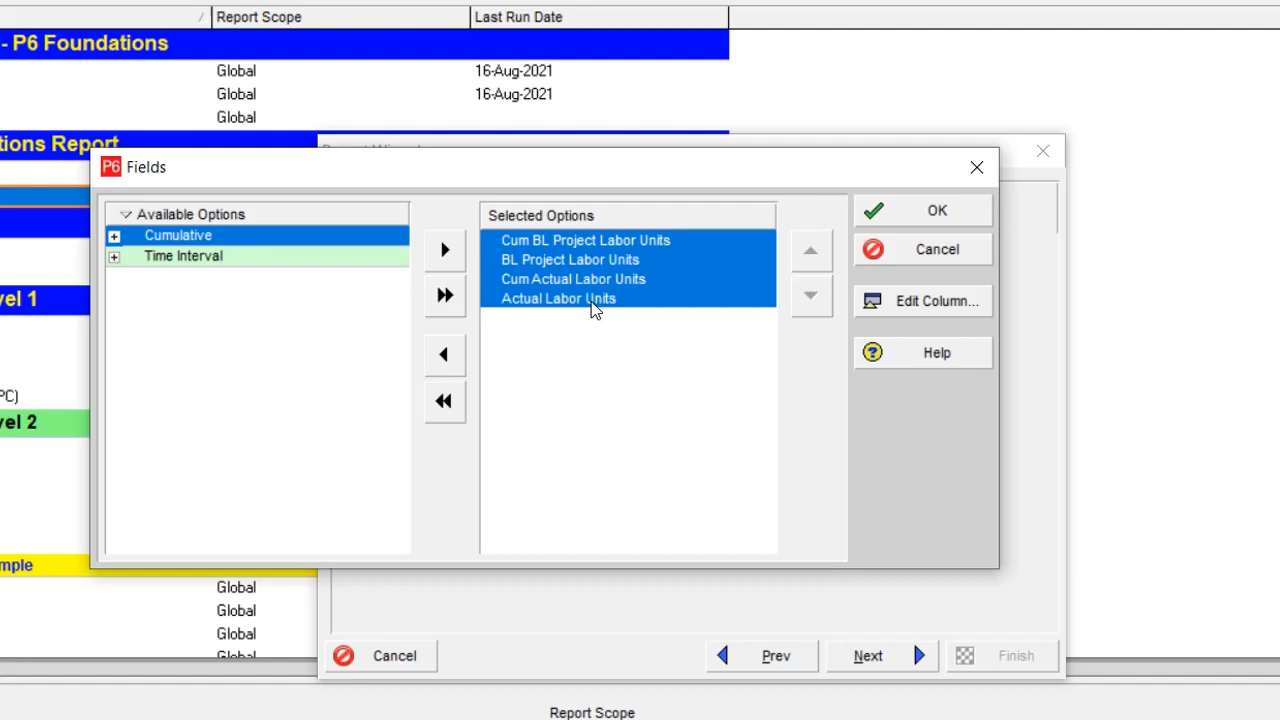 Report Scope
Last Run Date
- P6 Foundations
Global
16-Aug-2021
Global
16-Aug-2021
Global
tions Report
P6 Fields
Available Options
Cumulative
Time Interval
Selected Options
Cum BL Project Labor Units
BL Project Labor Units
Cum Actual Labor Units
Actual Labor Units
OK
Cancel
Edit Column...
Help
vel 1
PC)
vel 2
mple
Global
Global
Global
Global
Cancel
Prev
Next
Finish
Report Scope